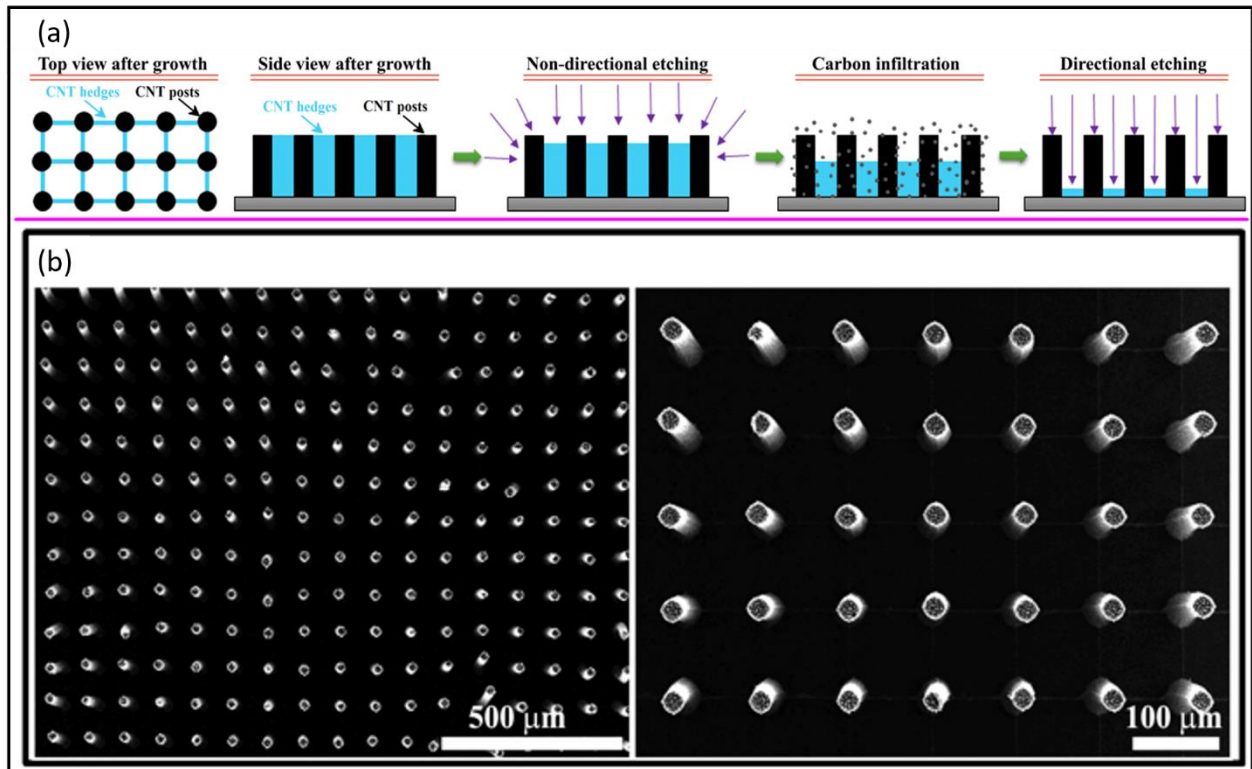 (a)
Top view after growth
Side view after growth
Non-directional etching
Carbon infiltration
Directional etching
CNT hedges
CNT posts
CNT hedges
CNT posts
(b)
500 μm
100 μm